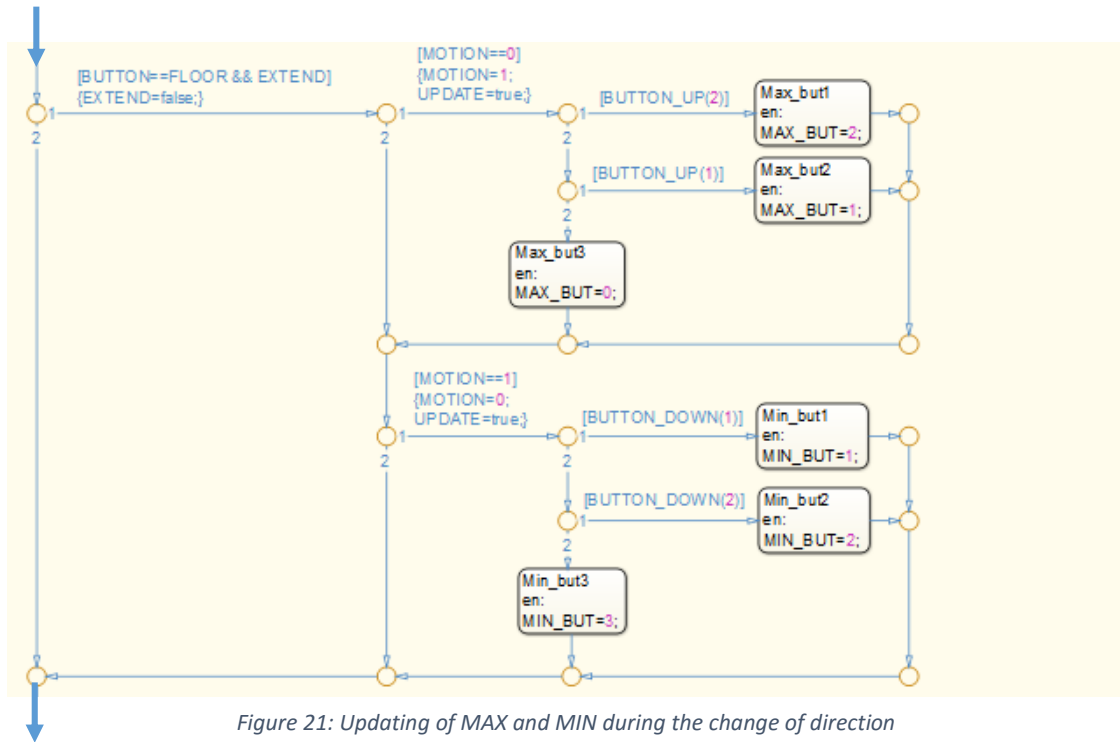 [MOTION==0]
{MOTION=1;
UPDATE=true;}
[BUTTON==FLOOR && EXTEND]
{EXTEND=false;}
1
2
1
2
1
2
[BUTTON_UP(2)]
Max_but1
en:
MAX_BUT=2;
[BUTTON_UP(1)]
1
2
Max_but2
en:
MAX_BUT=1;
Max_but3
en:
MAX_BUT=0;
[MOTION==1]
{MOTION=0;
UPDATE=true;}
1
2
1
2
[BUTTON_DOWN(1)]
Min_but1
en:
MIN_BUT=1;
[BUTTON_DOWN(2)]
1
2
Min_but2
en:
MIN_BUT=2;
Min_but3
en:
MIN_BUT=3;
Figure 21: Updating of MAX and MIN during the change of direction